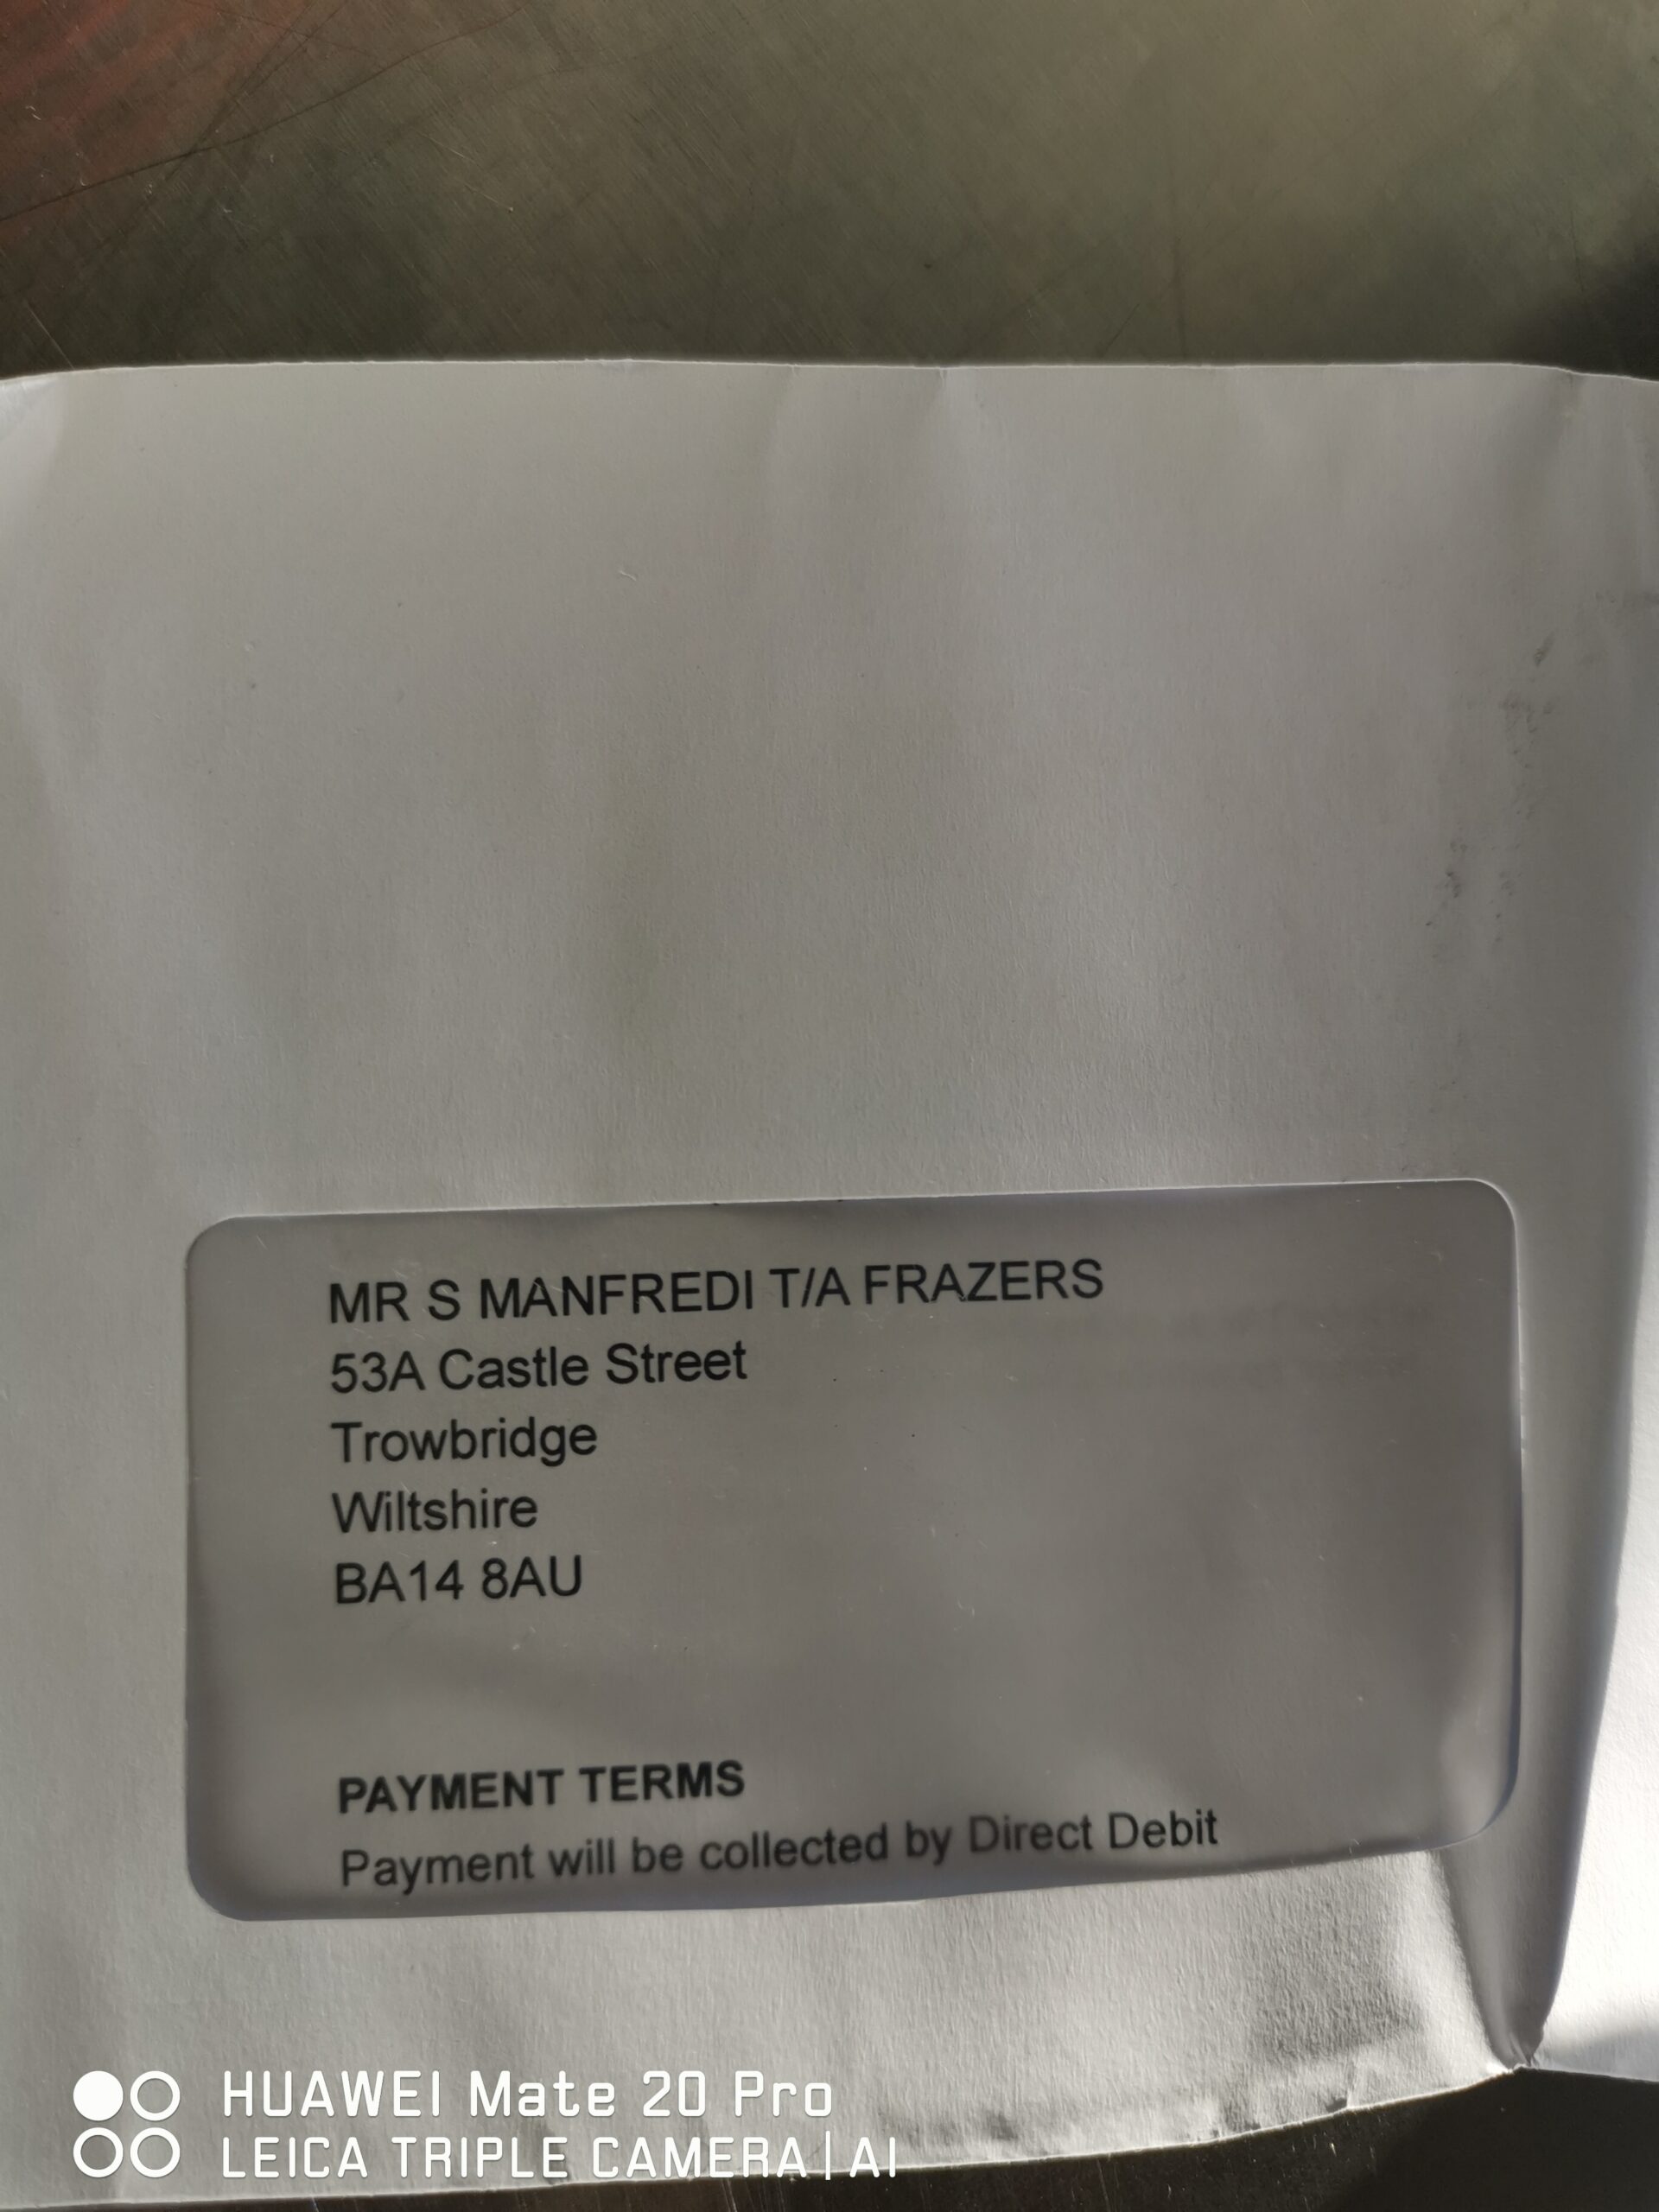 MR S MANFREDI T/A FRAZERS
53A Castle Street
Trowbridge
Wiltshire
BA14 8AU
PAYMENT TERMS
Payment will be collected by Direct Debit
HUAWEI Mate 20 Pro
LEICA TRIPLE CAMERA|AI